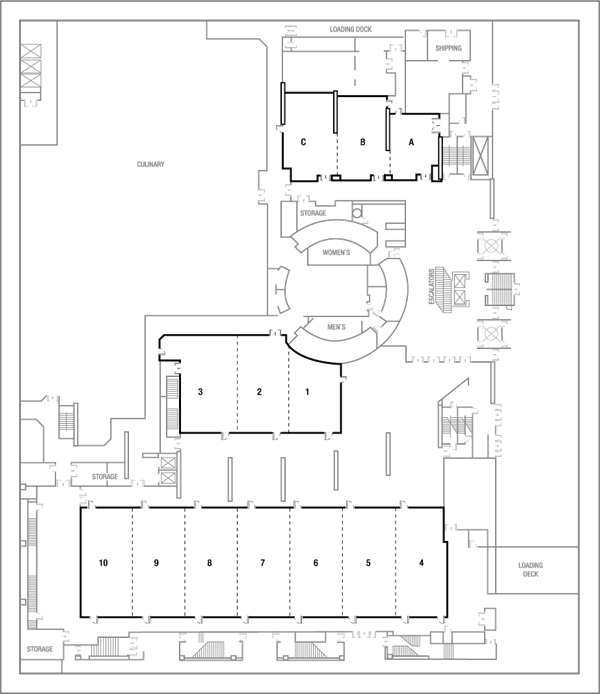 LOADING DOCK
SHIPPING
C
B
A
CULINARY
STORAGE
WOMEN'S
ESCALATORS
MEN'S
3
2
1
STORAGE
10
9
8
7
6
5
4
LOADING
DOCK
STORAGE